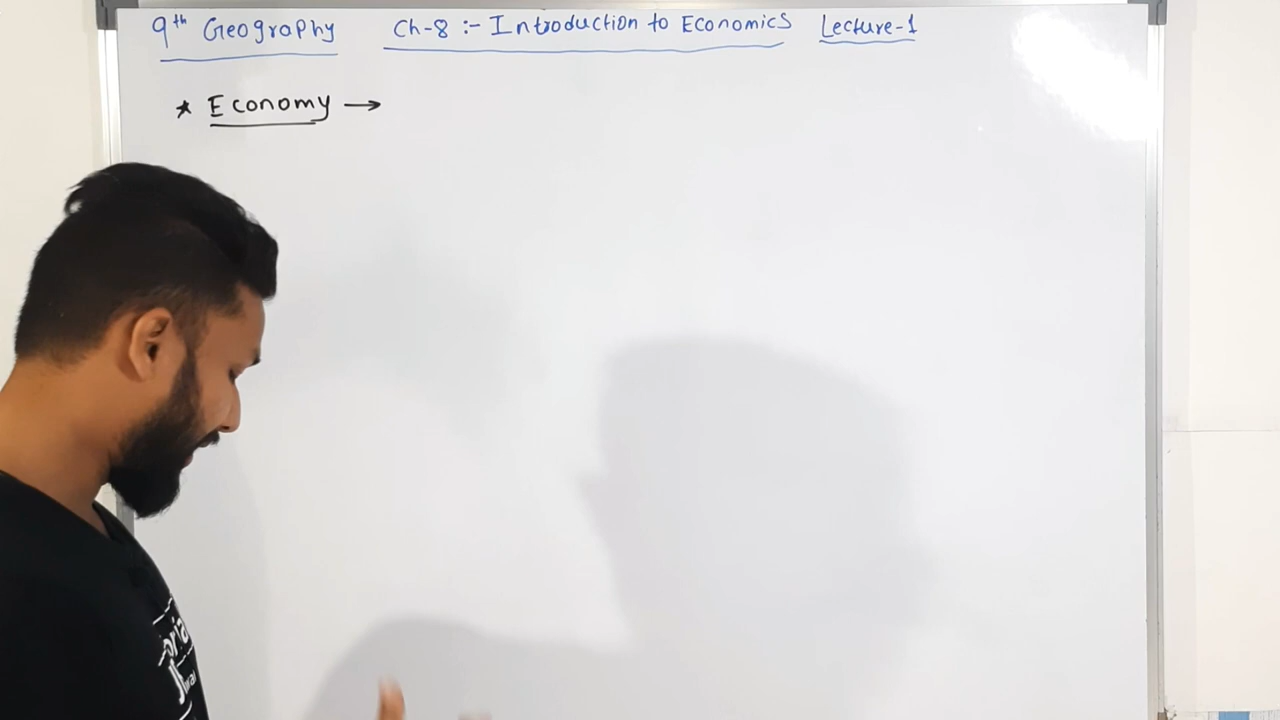 9th Geography Ch-8 :- Introduction to Economics Lecture-1
* Economy →